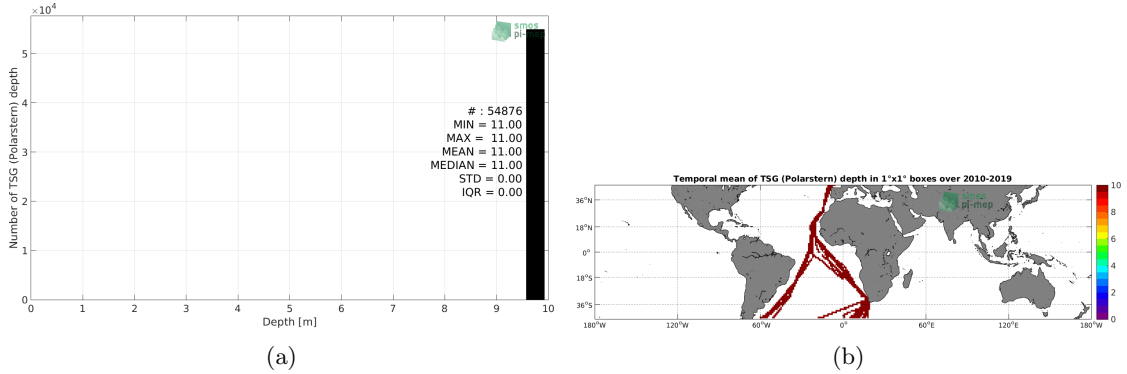 ×10⁴
smos
pi-mep
5
4
3
2
1
0
Number of TSG (Polarstern) depth
# : 54876
MIN = 11.00
MAX = 11.00
MEAN = 11.00
MEDIAN = 11.00
STD = 0.00
IQR = 0.00
0 1 2 3 4 5 6 7 8 9 10
Depth [m]
(a)
Temporal mean of TSG (Polarstern) depth in 1°x1° boxes over 2010-2019
smos
pi-mep
36°N
18°N
0°
18°S
36°S
180°W 120°W 60°W 0° 60°E 120°E 180°W
10
8
6
4
2
0
(b)